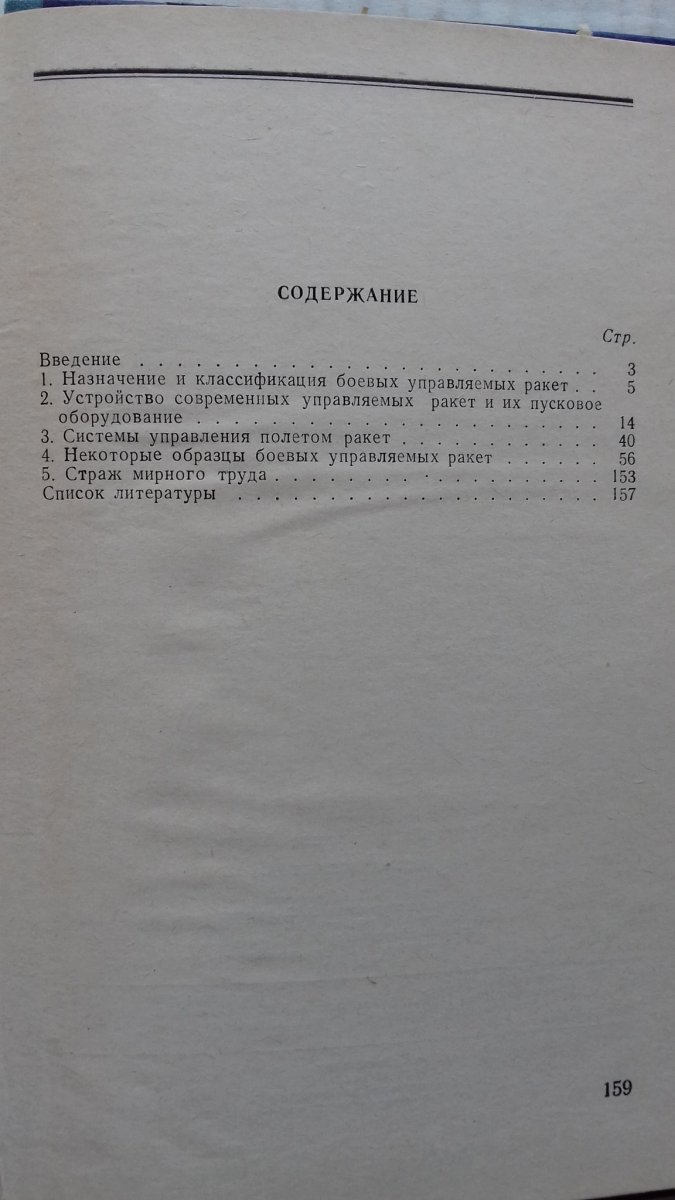 СОДЕРЖАНИЕ
Стр.
Введение . . . . . . . . . . . . . . . . . . . . . . . . . 3
1. Назначение и классификация боевых управляемых ракет . . 5
2. Устройство современных управляемых ракет и их пусковое
оборудование . . . . . . . . . . . . . . . . . . . . . . 14
3. Системы управления полетом ракет . . . . . . . . . . . 40
4. Некоторые образцы боевых управляемых ракет . . . . . . 56
5. Страж мирного труда . . . . . . . . . . . . . . . . . . 153
Список литературы . . . . . . . . . . . . . . . . . . . . 157
159